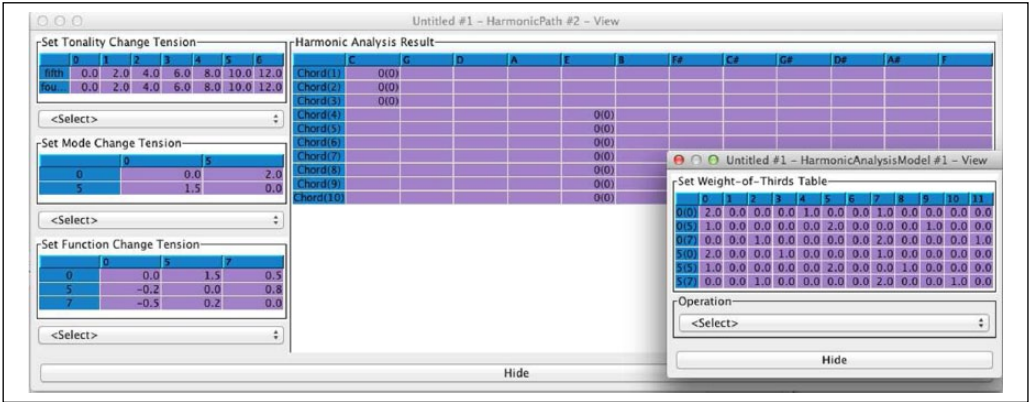 Untitled #1 – HarmonicPath #2 – View
Set Tonality Change Tension
0 1 2 3 4 5 6
fifth 0.0 2.0 4.0 6.0 8.0 10.0 12.0
fou... 0.0 2.0 4.0 6.0 8.0 10.0 12.0
<Select>
Set Mode Change Tension
0 5
0 0.0 2.0
5 1.5 0.0
<Select>
Set Function Change Tension
0 5 7
0 0.0 1.5 0.5
5 -0.2 0.0 0.8
7 -0.5 0.2 0.0
<Select>
Harmonic Analysis Result
C G D A E B F# C# G# D# A# F
Chord(1) 0(0)
Chord(2) 0(0)
Chord(3) 0(0)
Chord(4) 0(0)
Chord(5) 0(0)
Chord(6) 0(0)
Chord(7) 0(0)
Chord(8) 0(0)
Chord(9) 0(0)
Chord(10) 0(0)
Hide
Untitled #1 – HarmonicAnalysisModel #1 – View
Set Weight-of-Thirds Table
0 1 2 3 4 5 6 7 8 9 10 11
0(0) 2.0 0.0 0.0 0.0 1.0 0.0 0.0 1.0 0.0 0.0 0.0 0.0
0(5) 1.0 0.0 0.0 0.0 0.0 2.0 0.0 0.0 0.0 1.0 0.0 0.0
0(7) 0.0 0.0 1.0 0.0 0.0 0.0 0.0 2.0 0.0 0.0 0.0 1.0
5(0) 2.0 0.0 0.0 1.0 0.0 0.0 0.0 1.0 0.0 0.0 0.0 0.0
5(5) 1.0 0.0 0.0 0.0 0.0 2.0 0.0 0.0 1.0 0.0 0.0 0.0
5(7) 0.0 0.0 1.0 0.0 0.0 0.0 0.0 2.0 0.0 0.0 1.0 0.0
Operation
<Select>
Hide